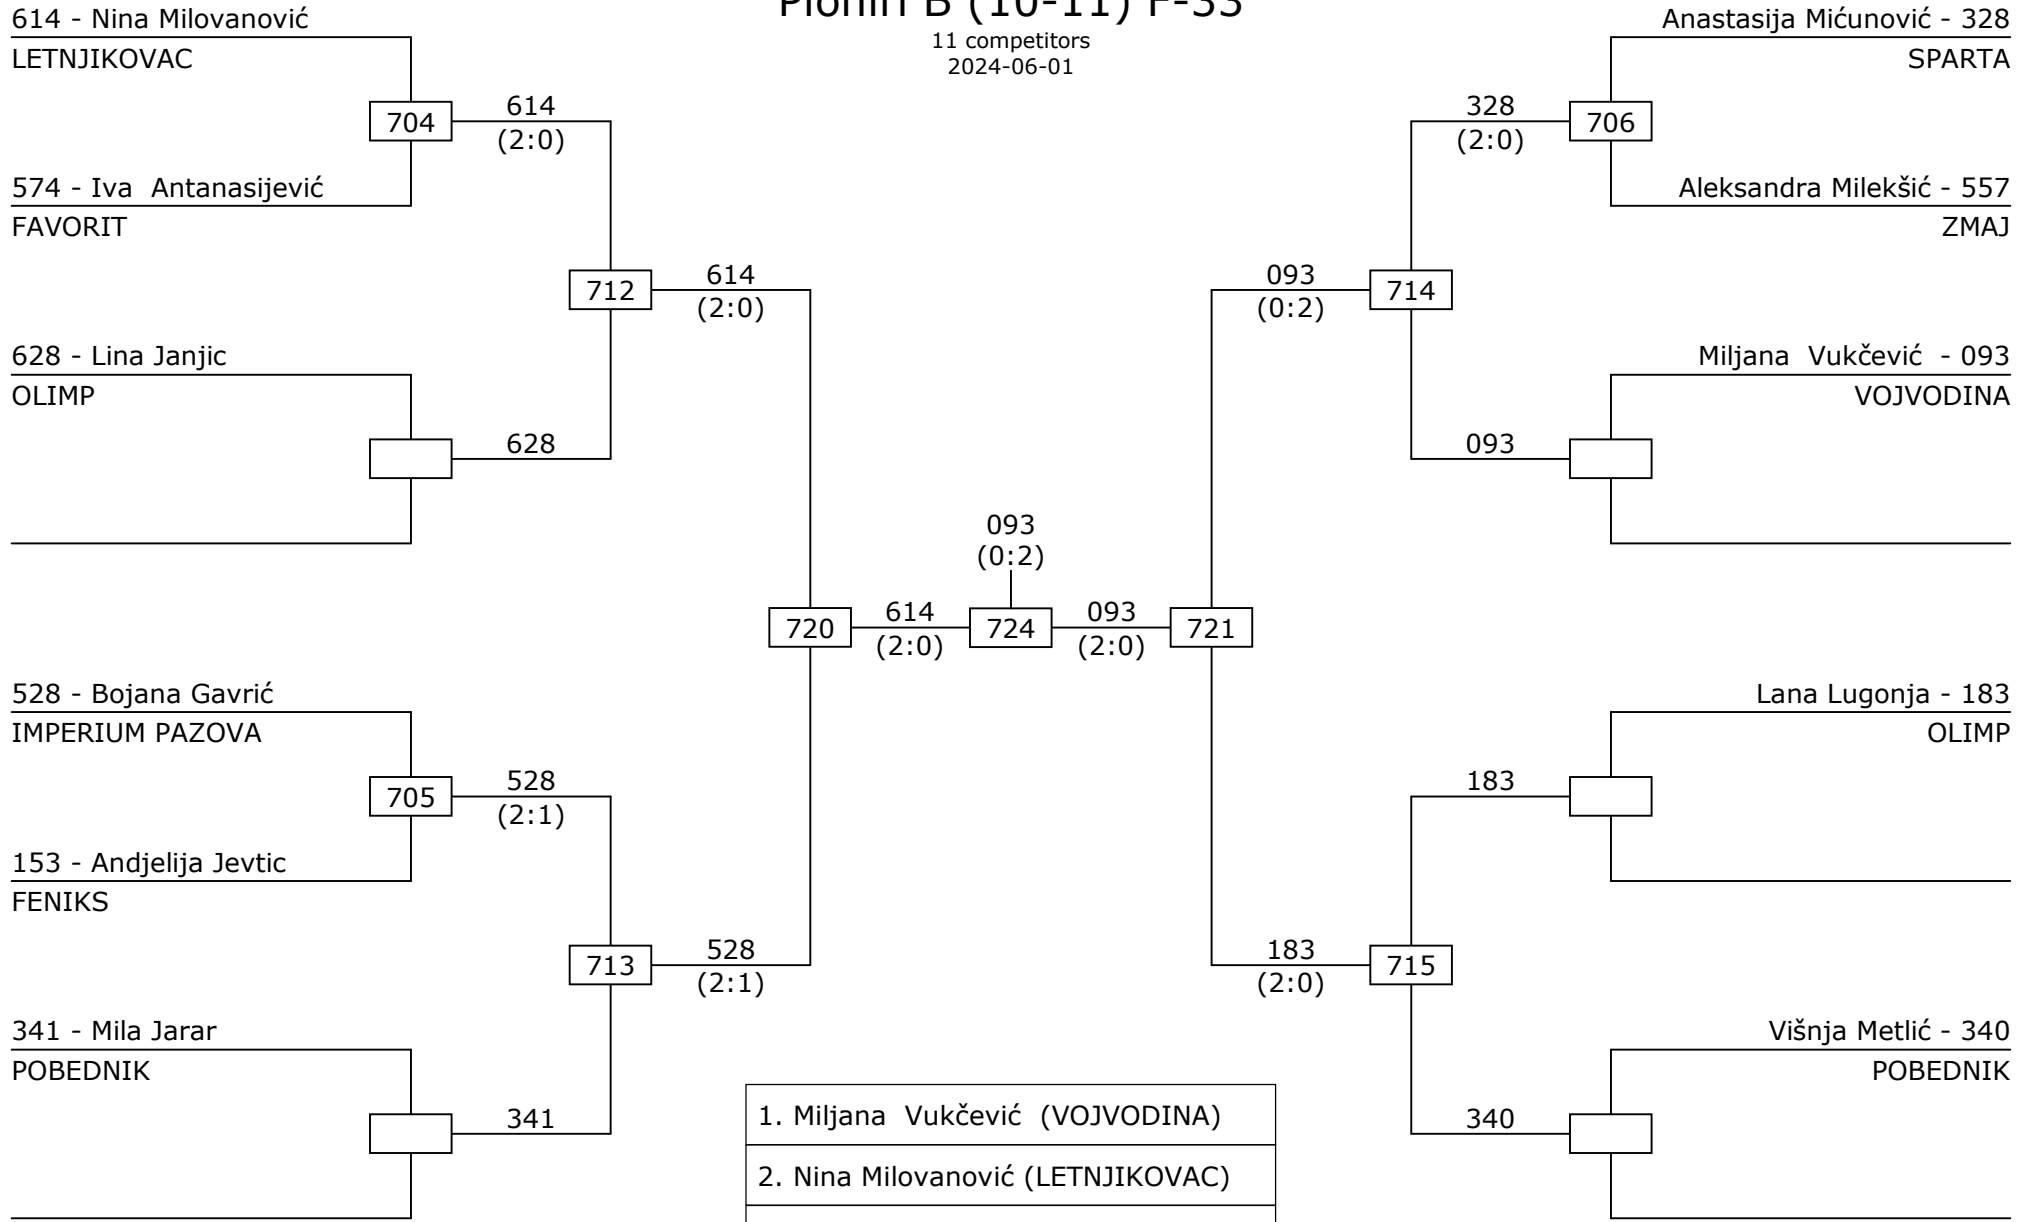 Pioniri B (10-11) F-33
11 competitors
2024-06-01
614 - Nina Milovanović
LETNJIKOVAC
704
614
(2:0)
574 - Iva  Antanasijević
FAVORIT
712
614
(2:0)
628 - Lina Janjic
OLIMP
628
528 - Bojana Gavrić
IMPERIUM PAZOVA
705
528
(2:1)
153 - Andjelija Jevtic
FENIKS
713
528
(2:1)
341 - Mila Jarar
POBEDNIK
341
720
614
(2:0)
093
(0:2)
724
093
(2:0)
721
Anastasija Mićunović - 328
SPARTA
328
(2:0)
706
Aleksandra Milekšić - 557
ZMAJ
093
(0:2)
714
Miljana  Vukčević  - 093
VOJVODINA
093
Lana Lugonja - 183
OLIMP
183
183
(2:0)
715
Višnja Metlić - 340
POBEDNIK
340
1. Miljana  Vukčević  (VOJVODINA)
2. Nina Milovanović (LETNJIKOVAC)